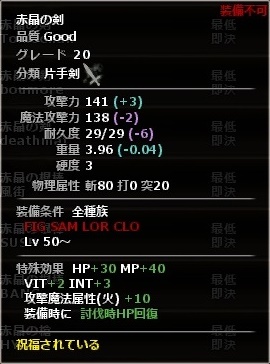 装備不可
赤晶の剣
品質 Good
グレード 20
分類 片手剣
攻撃力 141 (+3)
魔法攻撃力 138 (-2)
耐久度 29/29 (-6)
重量 3.96 (-0.04)
硬度 3
物理属性 斬80 打0 突20
装備条件 全種族
FIG SAM LOR CLO
Lv 50～
特殊効果 HP+30 MP+40
VIT+2 INT+3
攻撃魔法属性(火) +10
装備時に 討伐時HP回復
祝福されている